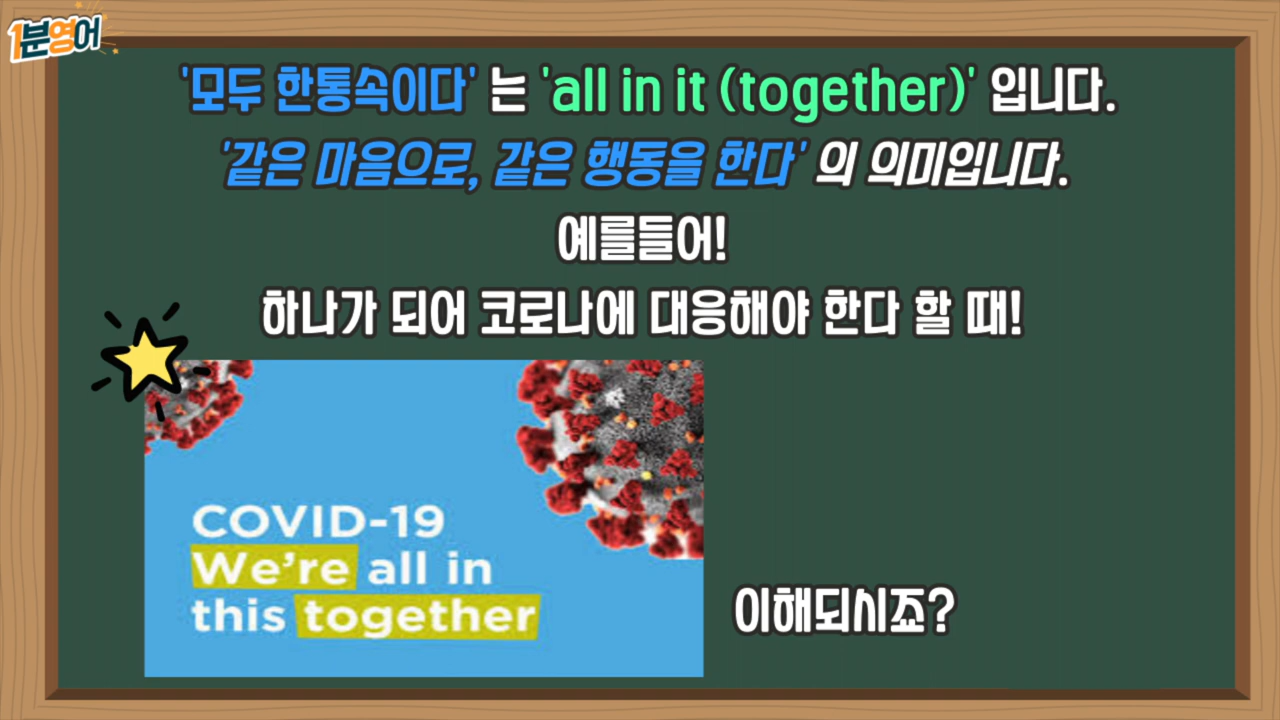 1분영어
'모두 한통속이다' 는 'all in it (together)' 입니다.
'같은 마음으로, 같은 행동을 한다' 의 의미입니다.
예를들어!
하나가 되어 코로나에 대응해야 한다 할 때!
COVID-19
We're all in
this together
이해되시죠?